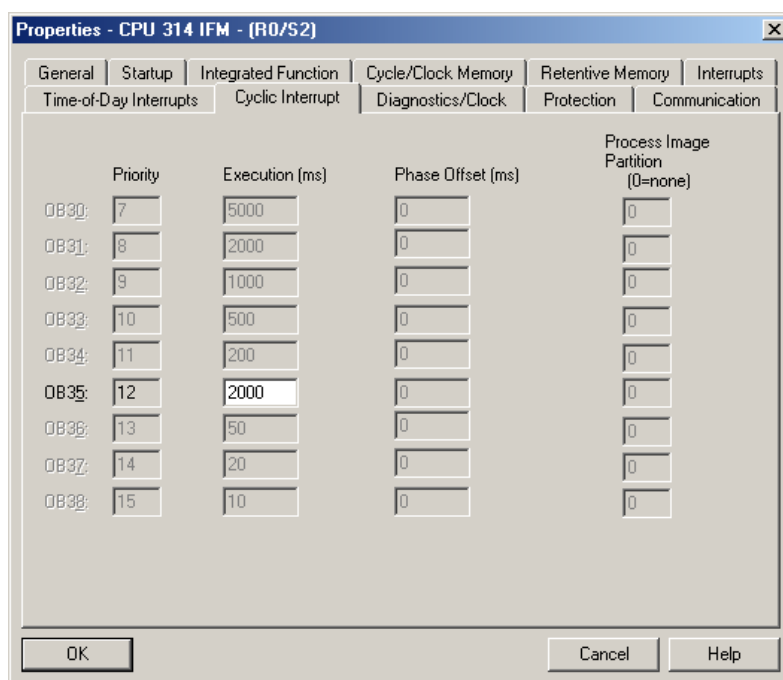 Properties - CPU 314 IFM - (R0/S2)
General Startup Integrated Function Cycle/Clock Memory Retentive Memory Interrupts
Time-of-Day Interrupts Cyclic Interrupt Diagnostics/Clock Protection Communication
Process Image
Priority Execution (ms) Phase Offset (ms) Partition
(0=none)
OB30: 7 5000 0 0
OB31: 8 2000 0 0
OB32: 9 1000 0 0
OB33: 10 500 0 0
OB34: 11 200 0 0
OB35: 12 2000 0 0
OB36: 13 50 0 0
OB37: 14 20 0 0
OB38: 15 10 0 0
OK Cancel Help